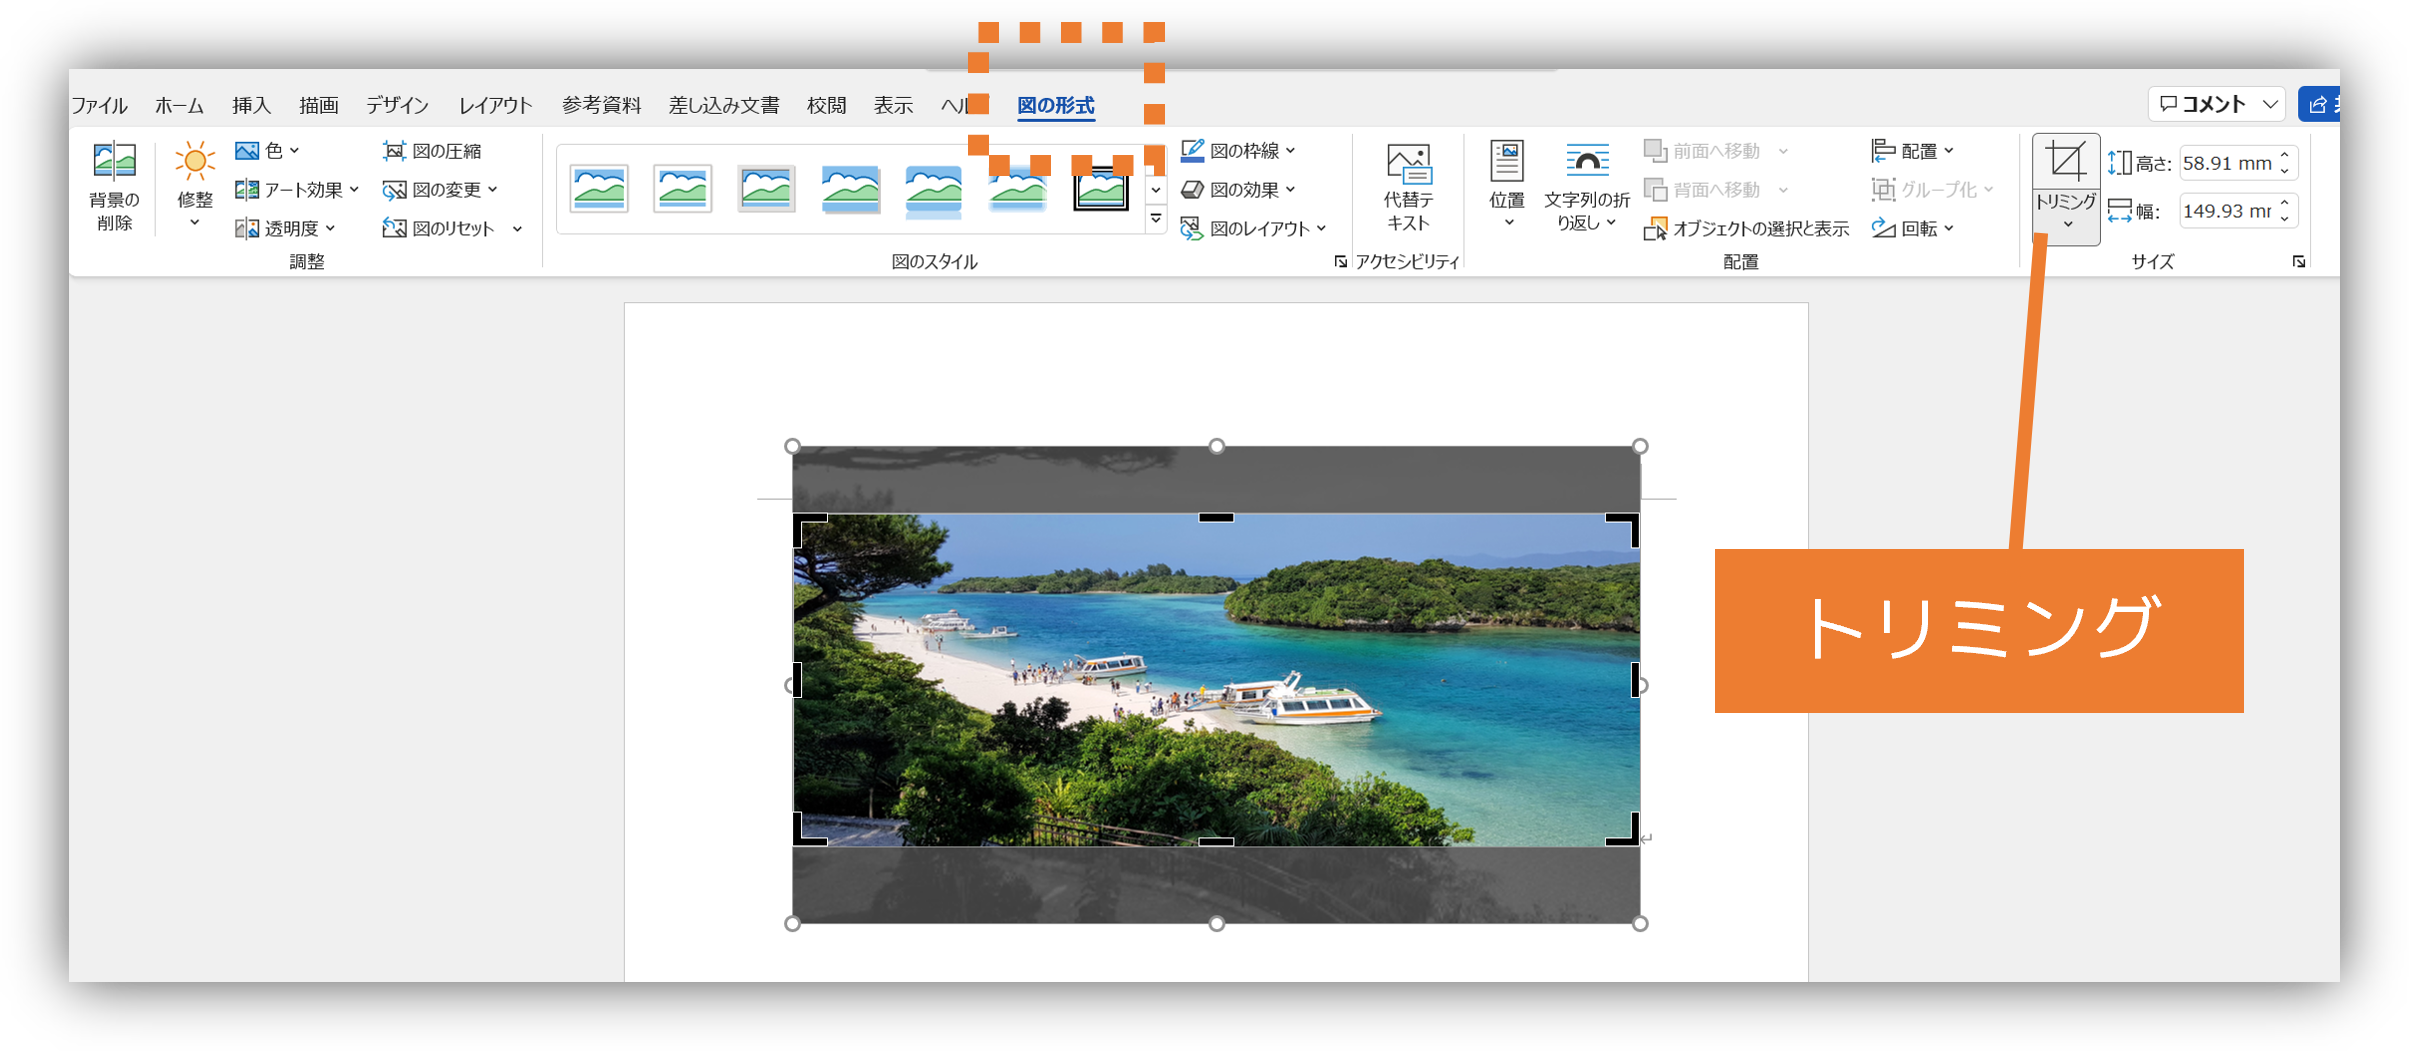 ファイル ホーム 挿入 描画 デザイン レイアウト 参考資料 差し込み文書 校閲 表示 図の形式 コメント
背景の
削除
修整
色
アート効果
透明度
図の圧縮
図の変更
図のリセット
調整
図のスタイル
図の枠線
図の効果
図のレイアウト
代替テ
キスト
アクセシビリティ
位置
文字列の折
り返し
前面へ移動
背面へ移動
オブジェクトの選択と表示
配置
グループ化
回転
配置
トリミング
高さ: 58.91 mm
幅: 149.93 mr
サイズ
トリミング